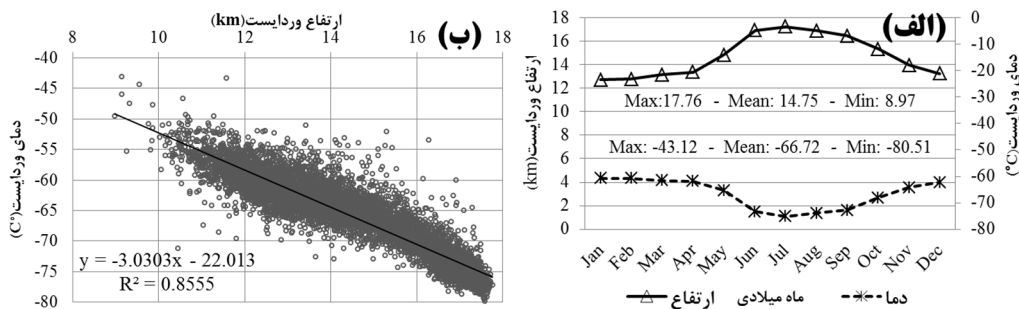 (الف)
18
16
14
12
10
8
6
4
2
0
ارتفاع وردایست(km)
0
-10
-20
-30
-40
-50
-60
-70
-80
دمای وردایست(°C)
Max:17.76 - Mean: 14.75 - Min: 8.97
Max: -43.12 - Mean: -66.72 - Min: -80.51
Jan Feb Mar Apr May Jun Jul Aug Sep Oct Nov Dec
ارتفاع
ماه میلادی
دما
(ب)
ارتفاع وردایست(km)
8 10 12 14 16 18
-40
-45
-50
-55
-60
-65
-70
-75
-80
دمای وردایست(C°)
y = -3.0303x - 22.013
R² = 0.8555